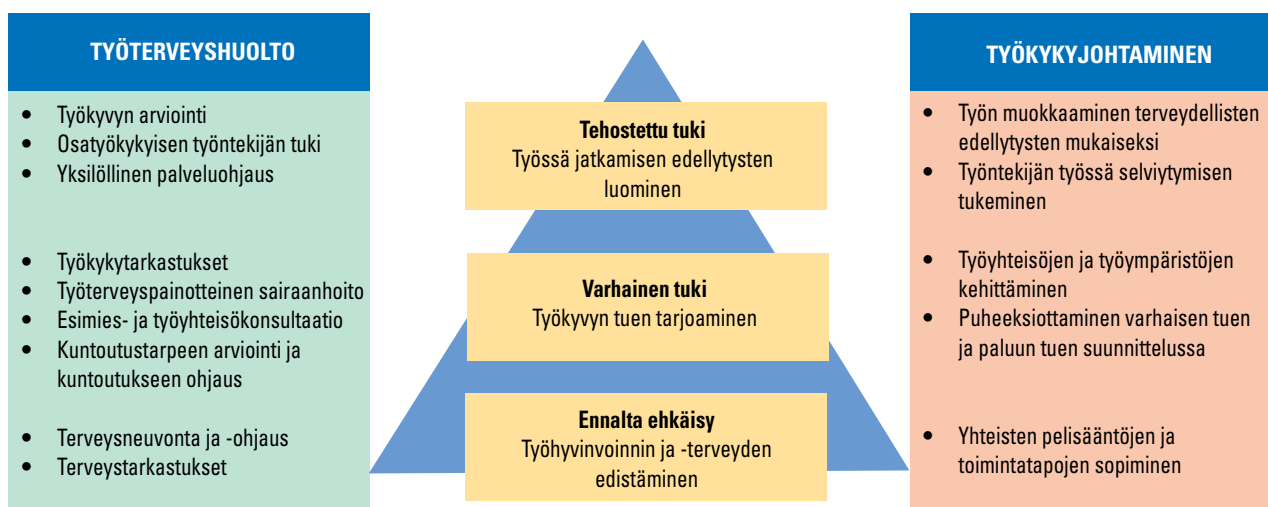 TYÖTERVEYSHUOLTO
• Työkyvyn arviointi
• Osatyökykyisen työntekijän tuki
• Yksilöllinen palveluohjaus
• Työkykytarkastukset
• Työterveyspainotteinen sairaanhoito
• Esimies- ja työyhteisökonsultaatio
• Kuntoutustarpeen arviointi ja
kuntoutukseen ohjaus
• Terveysneuvonta ja -ohjaus
• Terveystarkastukset
Tehostettu tuki
Työssä jatkamisen edellytysten
luominen
Varhainen tuki
Työkyvyn tuen tarjoaminen
Ennalta ehkäisy
Työhyvinvoinnin ja -terveyden
edistäminen
TYÖKYKYJOHTAMINEN
• Työn muokkaaminen terveydellisten
edellytysten mukaiseksi
• Työntekijän työssä selviytymisen
tukeminen
• Työyhteisöjen ja työympäristöjen
kehittäminen
• Puheeksiottaminen varhaisen tuen
ja paluun tuen suunnittelussa
• Yhteisten pelisääntöjen ja
toimintatapojen sopiminen